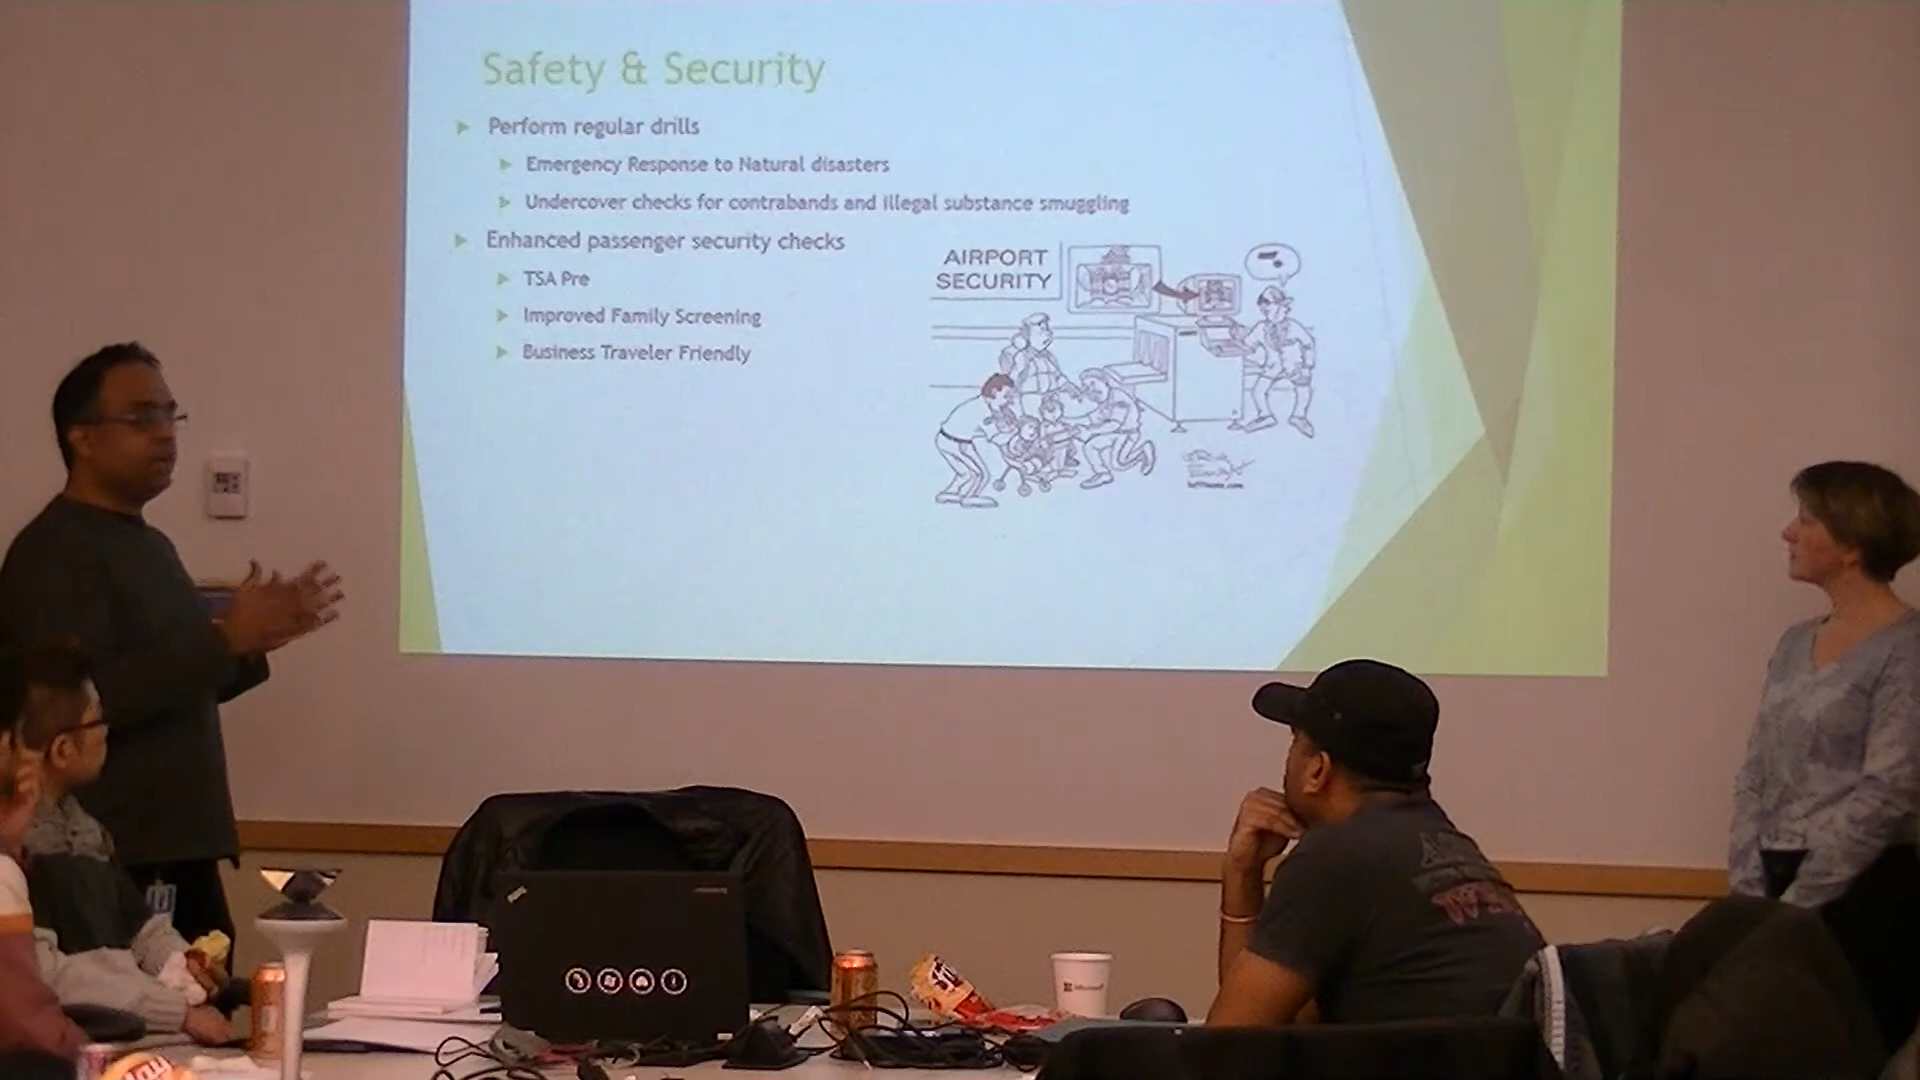 Safety & Security
Perform regular drills
Emergency Response to Natural disasters
Undercover checks for contrabands and illegal substance smuggling
Enhanced passenger security checks
TSA Pre
Improved Family Screening
Business Traveler Friendly
AIRPORT
SECURITY
Microsoft